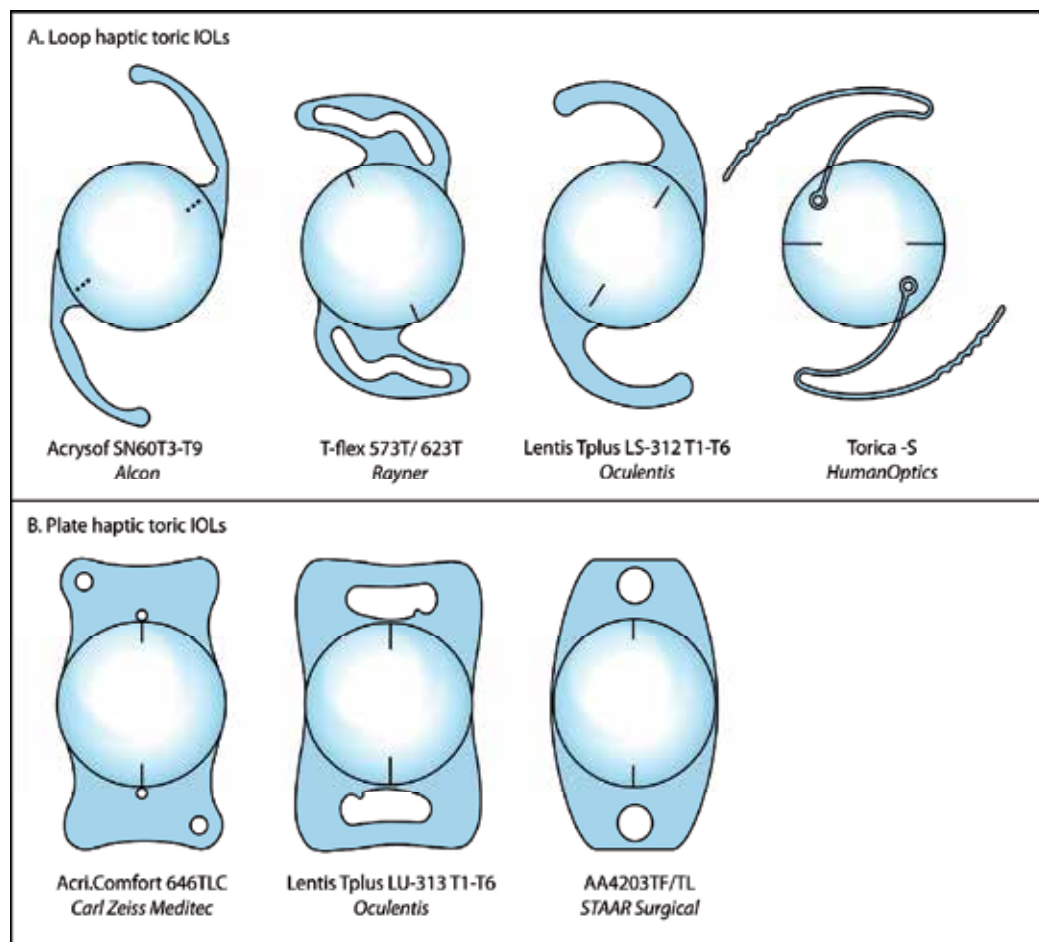 A. Loop haptic toric IOLs
Acrysof SN60T3-T9
Alcon
T-flex 573T/ 623T
Rayner
Lentis Tplus LS-312 T1-T6
Oculentis
Torica -S
HumanOptics
B. Plate haptic toric IOLs
Acri.Comfort 646TLC
Carl Zeiss Meditec
Lentis Tplus LU-313 T1-T6
Oculentis
AA4203TF/TL
STAAR Surgical